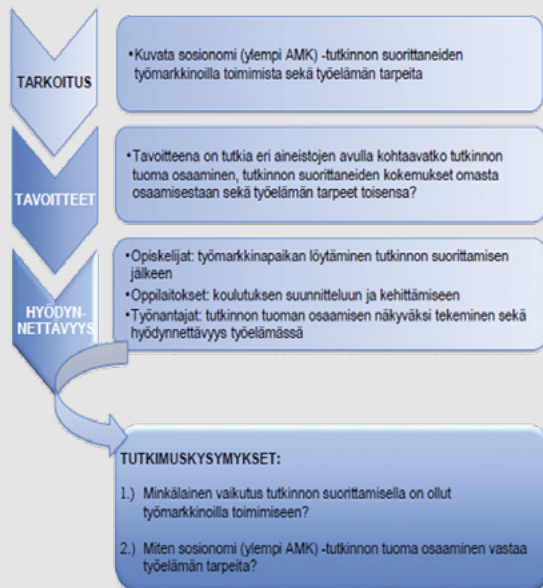 TARKOITUS
•Kuvata sosionomi (ylempi AMK) -tutkinnon suorittaneiden
työmarkkinoilla toimimista sekä työelämän tarpeita
TAVOITTEET
•Tavoitteena on tutkia eri aineistojen avulla kohtaavatko tutkinnon
tuoma osaaminen, tutkinnon suorittaneiden kokemukset omasta
osaamisestaan sekä työelämän tarpeet toisensa?
HYÖDYN-
NETTÄVYYS
•Opiskelijat: työmarkkinapaikan löytäminen tutkinnon suorittamisen
jälkeen
•Oppilaitokset: koulutuksen suunnitteluun ja kehittämiseen
•Työnantajat: tutkinnon tuoman osaamisen näkyväksi tekeminen sekä
hyödynnettävyys työelämässä
TUTKIMUSKYSYMYKSET:
1.) Minkälainen vaikutus tutkinnon suorittamisella on ollut
työmarkkinoilla toimimiseen?
2.) Miten sosionomi (ylempi AMK) -tutkinnon tuoma osaaminen vastaa
työelämän tarpeita?